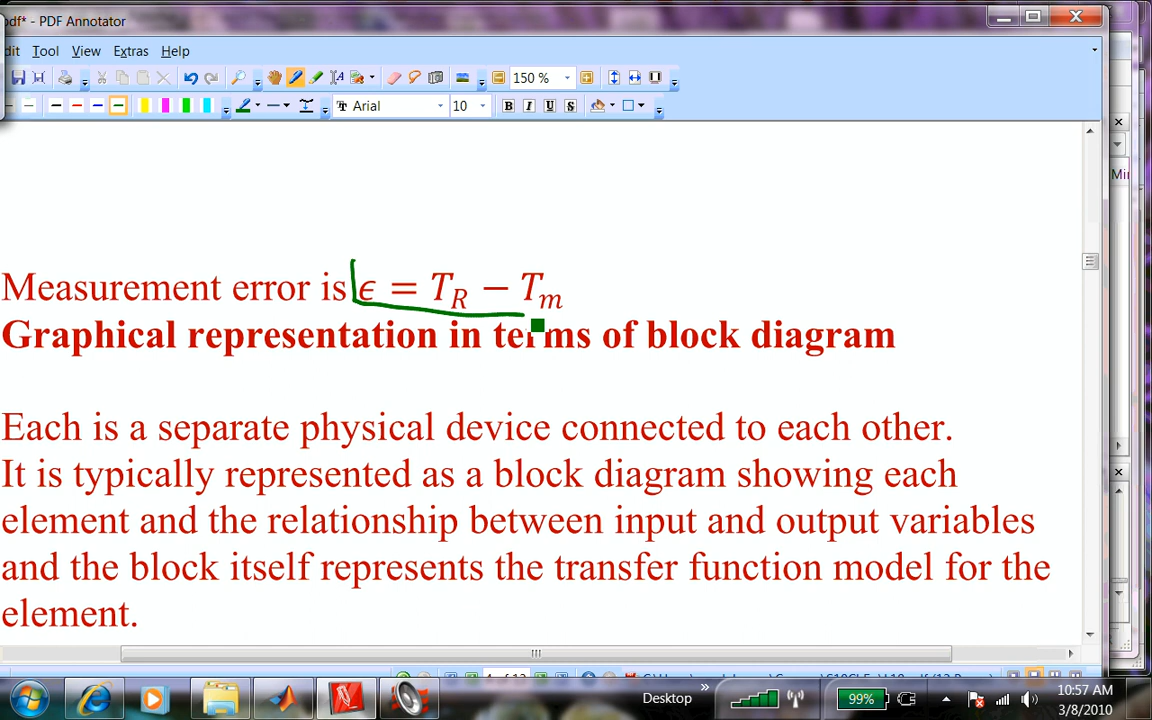 pdf* - PDF Annotator
dit Tool View Extras Help
150 %
Arial 10 B I U S
Min
Measurement error is ϵ = T_R − T_m
Graphical representation in terms of block diagram
Each is a separate physical device connected to each other.
It is typically represented as a block diagram showing each
element and the relationship between input and output variables
and the block itself represents the transfer function model for the
element.
Desktop
99%
10:57 AM
3/8/2010